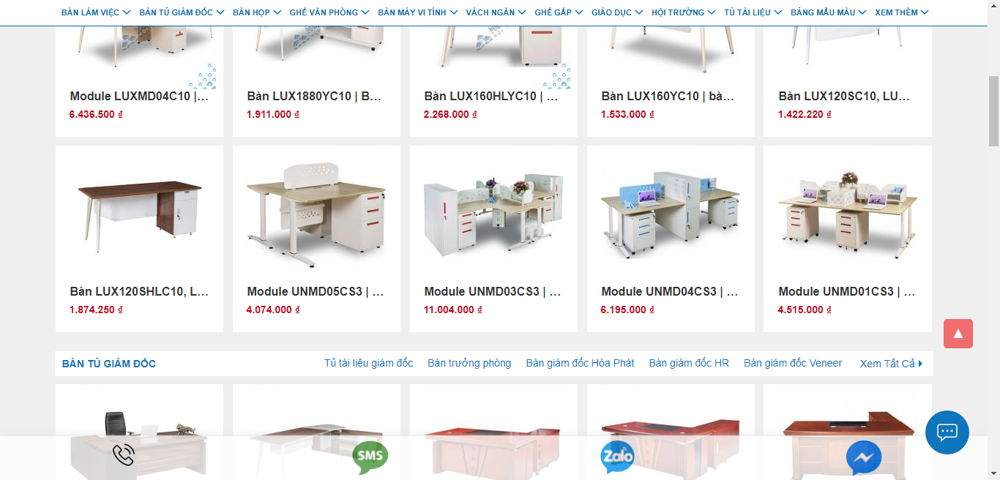 BÀN LÀM VIỆC BÀN TỦ GIÁM ĐỐC BÀN HỌP GHẾ VĂN PHÒNG BÀN MÁY VI TÍNH VÁCH NGĂN GHẾ GẤP GIÁO DỤC HỘI TRƯỜNG TỦ TÀI LIỆU BẢNG MẪU MÀU XEM THÊM
Module LUXMD04C10 |... Bàn LUX1880YC10 | B... Bàn LUX160HLYC10 | ... Bàn LUX160YC10 | bà... Bàn LUX120SC10, LU...
6.436.500 ₫ 1.911.000 ₫ 2.268.000 ₫ 1.533.000 ₫ 1.422.220 ₫
Bàn LUX120SHLC10, L... Module UNMD05CS3 | ... Module UNMD03CS3 | ... Module UNMD04CS3 | ... Module UNMD01CS3 | ...
1.874.250 ₫ 4.074.000 ₫ 11.004.000 ₫ 6.195.000 ₫ 4.515.000 ₫
BÀN TỦ GIÁM ĐỐC Tủ tài liệu giám đốc Bàn trưởng phòng Bàn giám đốc Hòa Phát Bàn giám đốc HR Bàn giám đốc Veneer Xem Tất Cả
SMS Zalo